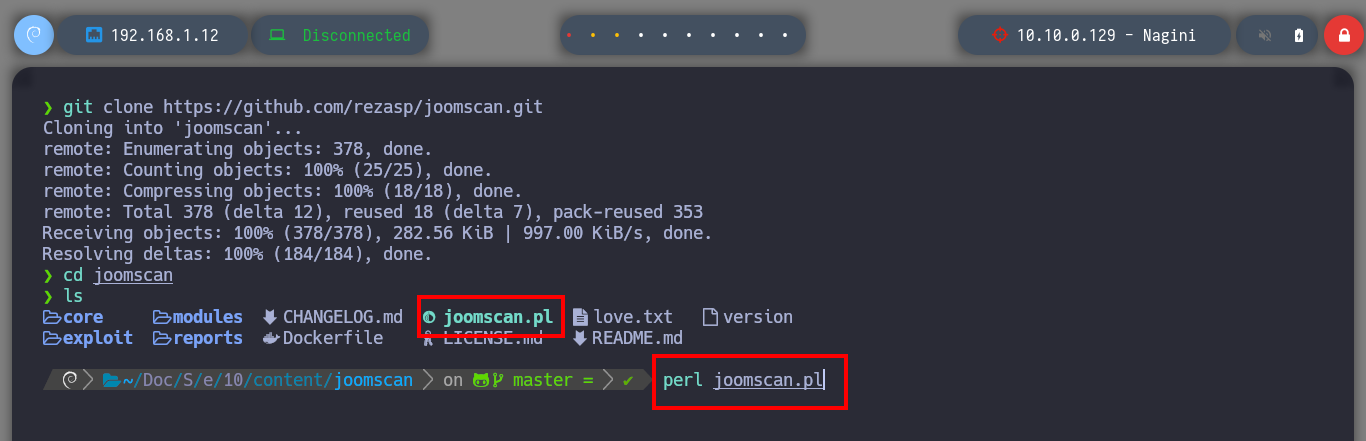 192.168.1.12 Disconnected 10.10.0.129 - Nagini
❯ git clone https://github.com/rezasp/joomscan.git
Cloning into 'joomscan'...
remote: Enumerating objects: 378, done.
remote: Counting objects: 100% (25/25), done.
remote: Compressing objects: 100% (18/18), done.
remote: Total 378 (delta 12), reused 18 (delta 7), pack-reused 353
Receiving objects: 100% (378/378), 282.56 KiB | 997.00 KiB/s, done.
Resolving deltas: 100% (184/184), done.
❯ cd joomscan
❯ ls
core modules CHANGELOG.md joomscan.pl love.txt version
exploit reports Dockerfile LICENSE.md README.md
~/Doc/S/e/10/content/joomscan on master = ✔ perl joomscan.pl